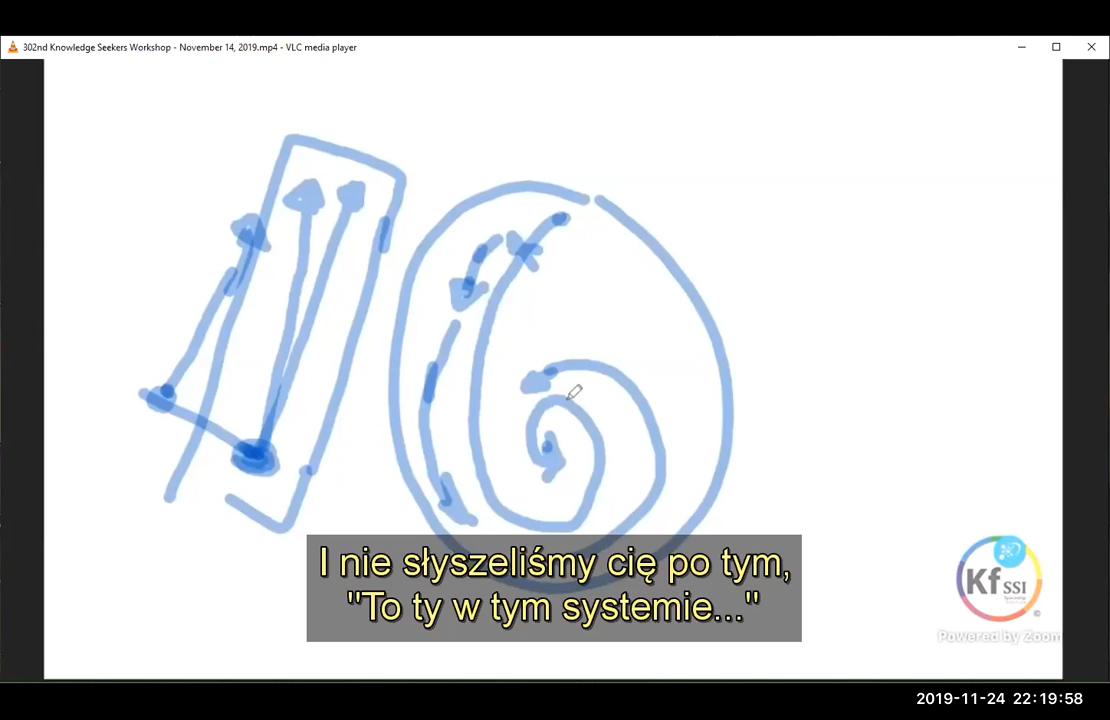 302nd Knowledge Seekers Workshop - November 14, 2019.mp4 - VLC media player
I nie słyszeliśmy cię po tym,
"To ty w tym systemie..."
Kf SSI
©
Powered by Zoom
2019-11-24 22:19:58